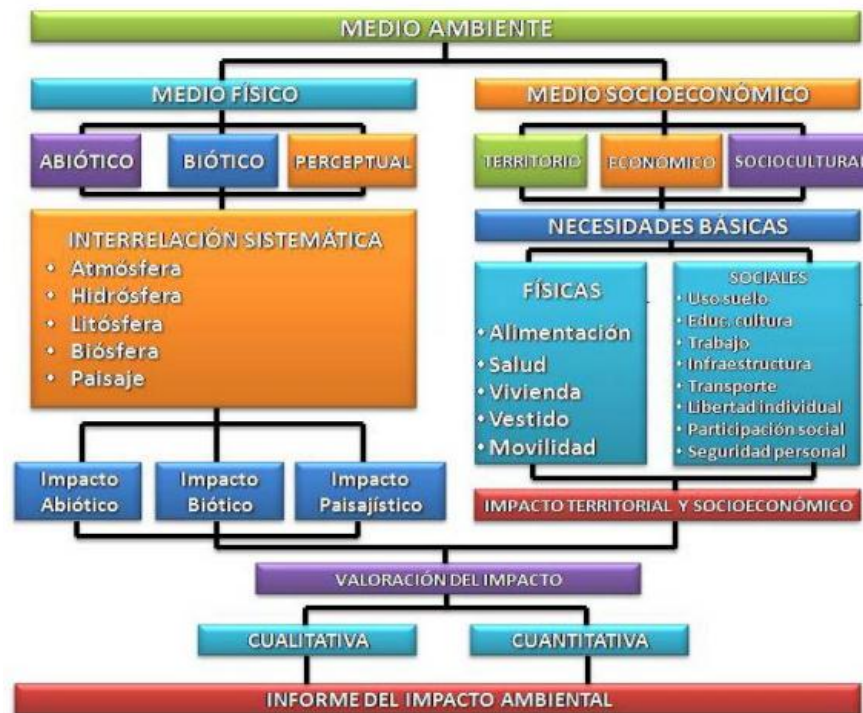 MEDIO AMBIENTE
MEDIO FÍSICO
MEDIO SOCIOECONÓMICO
ABIÓTICO
BIÓTICO
PERCEPTUAL
TERRITORIO
ECONÓMICO
SOCIOCULTURAL
INTERRELACIÓN SISTEMÁTICA
• Atmósfera
• Hidrósfera
• Litósfera
• Biósfera
• Paisaje
NECESIDADES BÁSICAS
FÍSICAS
• Alimentación
• Salud
• Vivienda
• Vestido
• Movilidad
SOCIALES
• Uso suelo
• Educ. cultura
• Trabajo
• Infraestructura
• Transporte
• Libertad individual
• Participación social
• Seguridad personal
Impacto
Abiótico
Impacto
Biótico
Impacto
Paisajístico
IMPACTO TERRITORIAL Y SOCIOECONÓMICO
VALORACIÓN DEL IMPACTO
CUALITATIVA
CUANTITATIVA
INFORME DEL IMPACTO AMBIENTAL